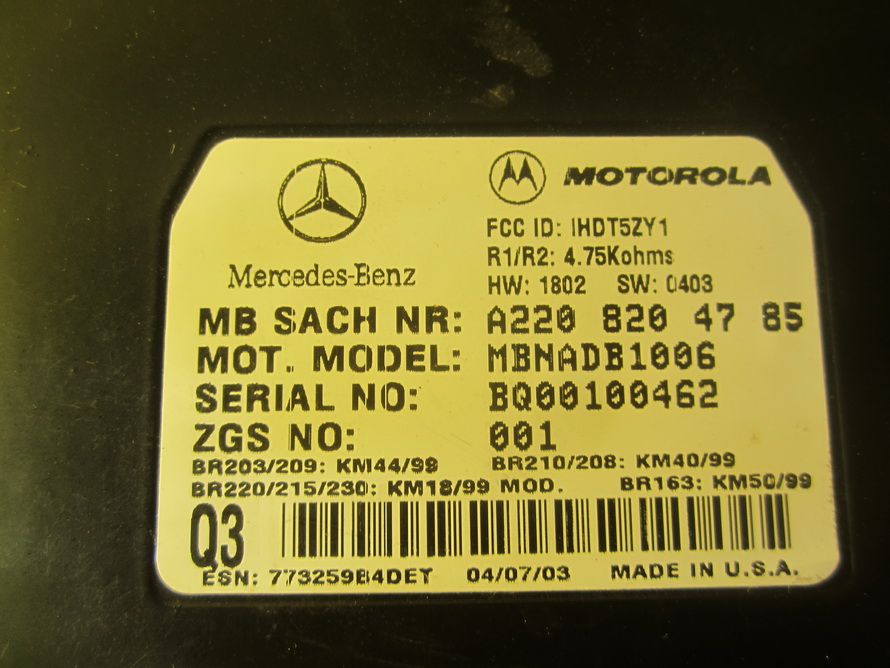 MOTOROLA
FCC ID: IHDT5ZY1
R1/R2: 4.75Kohms
Mercedes-Benz
HW: 1802 SW: 0403
MB SACH NR: A220 820 47 85
MOT. MODEL: MBNADB1006
SERIAL NO: BQ00100462
ZGS NO: 001
BR203/209: KM44/99 BR210/208: KM40/99
BR220/215/230: KM18/99 MOD. BR163: KM50/99
Q3
ESN: 773259B4DET 04/07/03 MADE IN U.S.A.